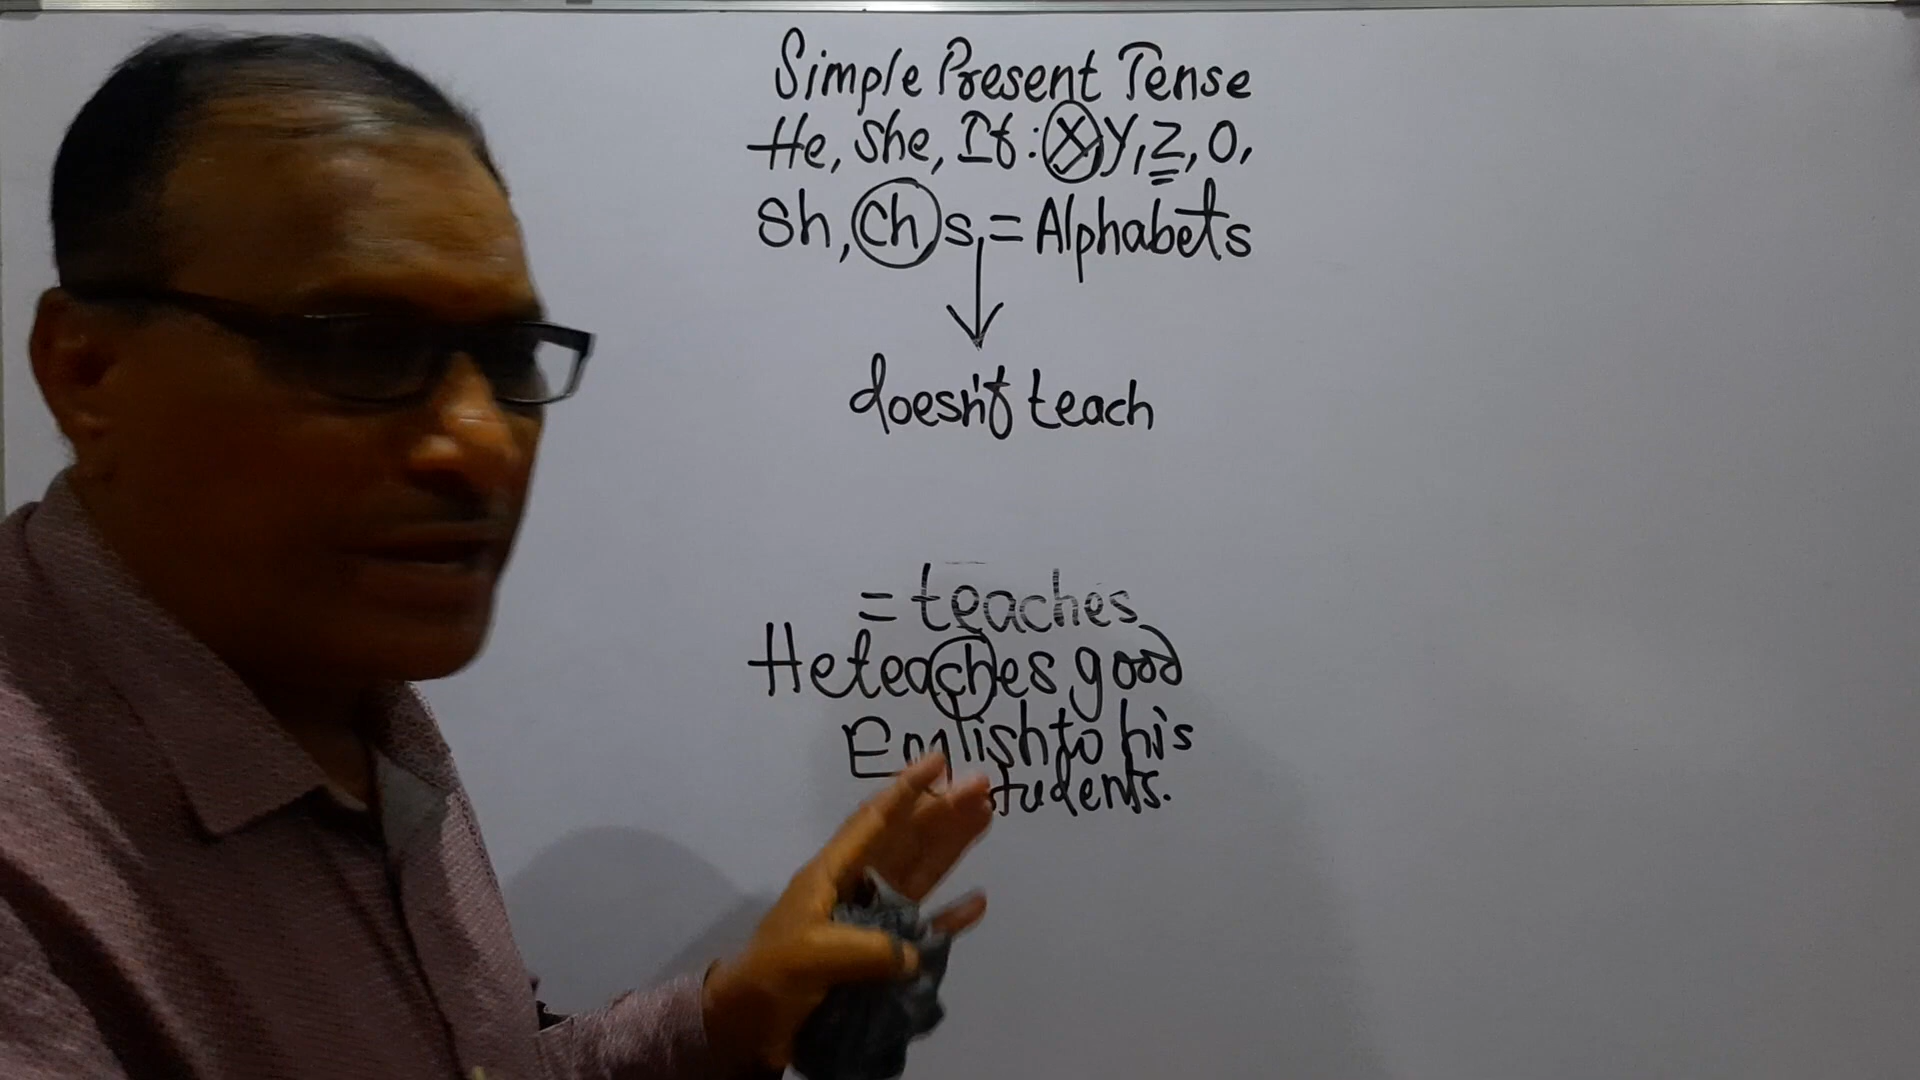 Simple Present Tense
He, She, It : X, Y, Z, O,
Sh, Ch, s, = Alphabets
doesn't teach
= teaches
He teaches good
English to his
students.